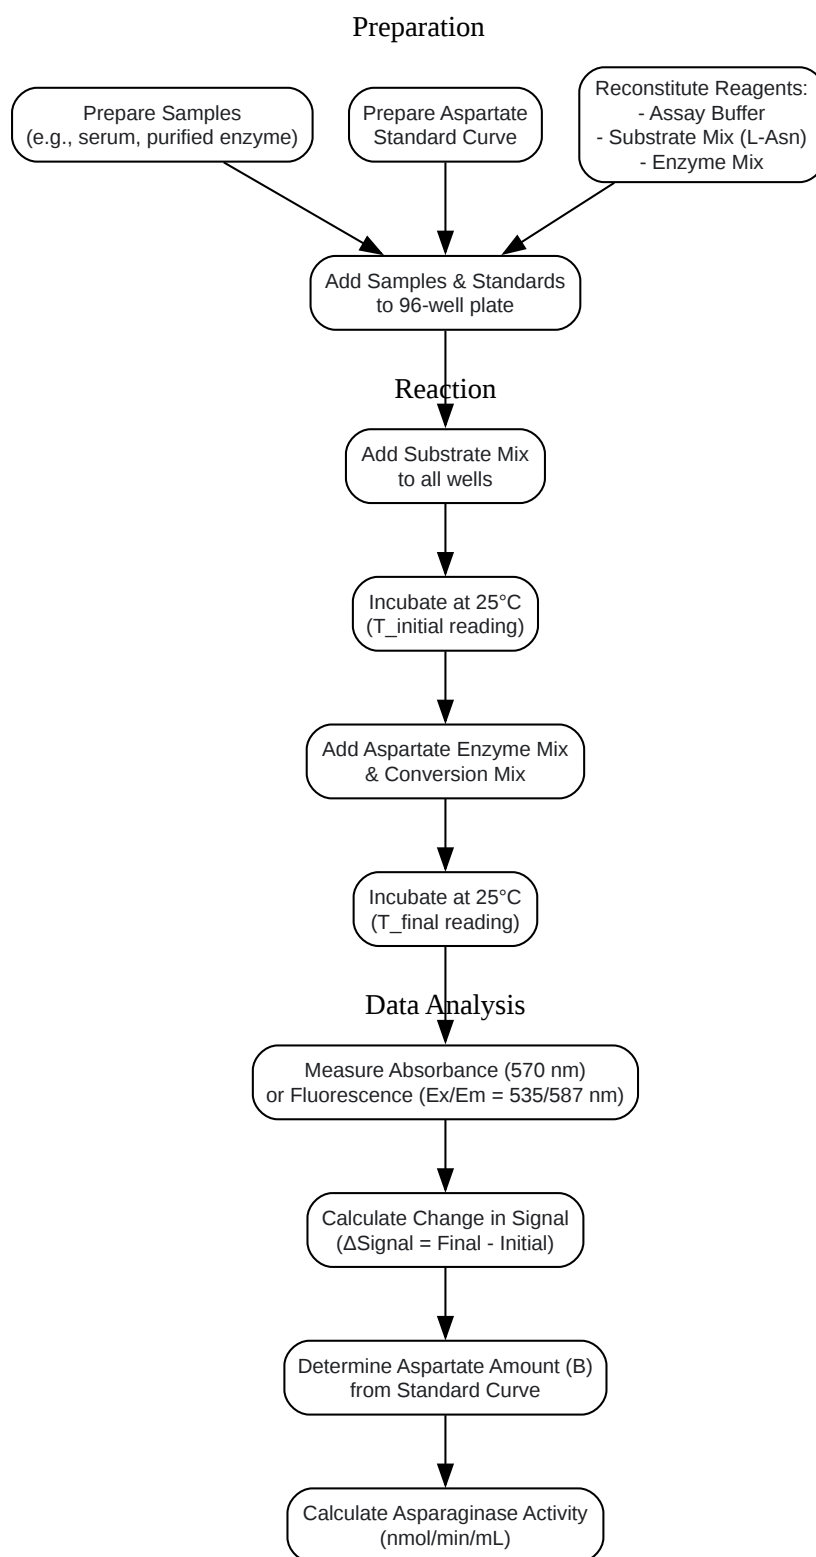 Preparation
Prepare Samples
(e.g., serum, purified enzyme)
Prepare Aspartate
Standard Curve
Reconstitute Reagents:
- Assay Buffer
- Substrate Mix (L-Asn)
- Enzyme Mix
Add Samples & Standards
to 96-well plate
Reaction
Add Substrate Mix
to all wells
Incubate at 25°C
(T_initial reading)
Add Aspartate Enzyme Mix
& Conversion Mix
Incubate at 25°C
(T_final reading)
Data Analysis
Measure Absorbance (570 nm)
or Fluorescence (Ex/Em = 535/587 nm)
Calculate Change in Signal
(ΔSignal = Final - Initial)
Determine Aspartate Amount (B)
from Standard Curve
Calculate Asparaginase Activity
(nmol/min/mL)